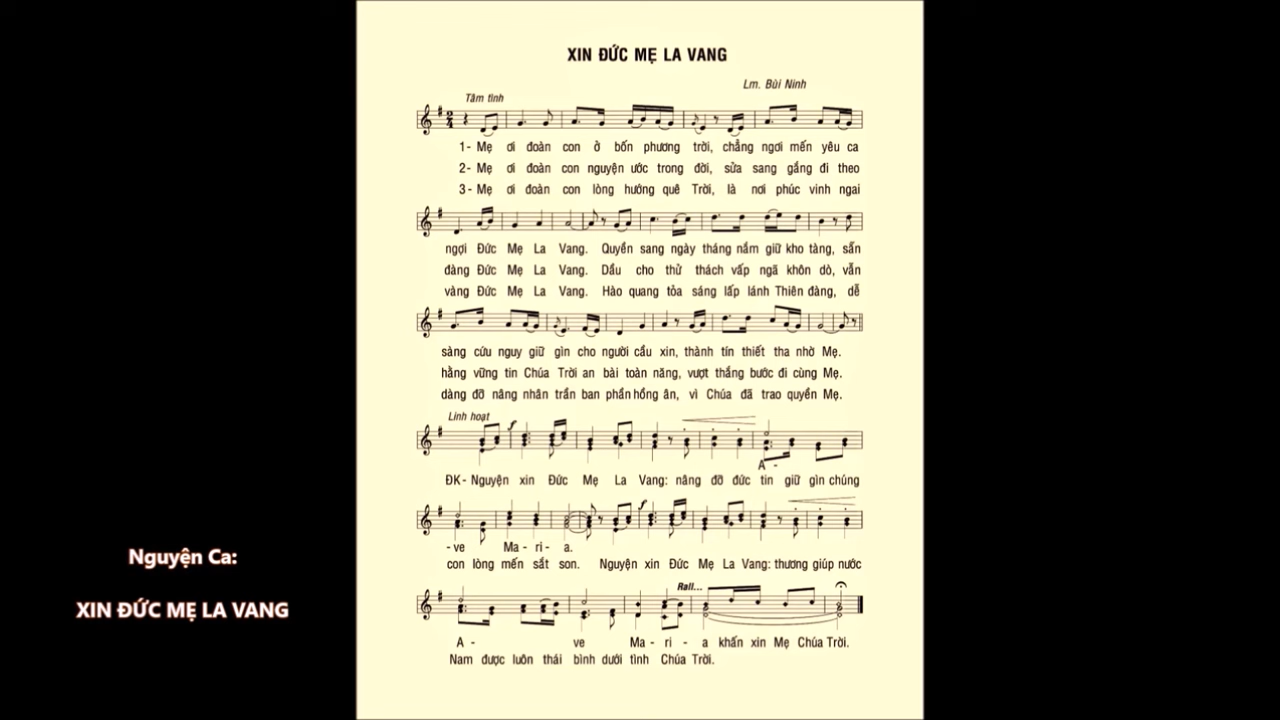 XIN ĐỨC MẸ LA VANG
Lm. Bùi Ninh
Tâm tình
1- Mẹ ơi đoàn con ở bốn phương trời, chẳng ngơi mến yêu ca
2- Mẹ ơi đoàn con nguyện ước trong đời, sửa sang gắng đi theo
3- Mẹ ơi đoàn con lòng hướng quê Trời, là nơi phúc vinh ngai
ngợi Đức Mẹ La Vang. Quyền sang ngày tháng nắm giữ kho tàng, sẵn
đàng Đức Mẹ La Vang. Dẫu cho thử thách vấp ngã khôn dò, vẫn
vàng Đức Mẹ La Vang. Hào quang tỏa sáng lấp lánh Thiên đàng, dễ
sàng cứu nguy giữ gìn cho người cầu xin, thành tín thiết tha nhờ Mẹ.
hằng vững tin Chúa Trời an bài toàn năng, vượt thắng bước đi cùng Mẹ.
dàng đỡ nâng nhân trần ban phần hồng ân, vì Chúa đã trao quyền Mẹ.
Linh hoạt
f
A -
ĐK- Nguyện xin Đức Mẹ La Vang: nâng đỡ đức tin giữ gìn chúng
f
-ve Ma - ri - a.
con lòng mến sắt son. Nguyện xin Đức Mẹ La Vang: thương giúp nước
Rall...
A - ve Ma - ri - a khấn xin Mẹ Chúa Trời.
Nam được luôn thái bình dưới tình Chúa Trời.
Nguyện Ca:
XIN ĐỨC MẸ LA VANG